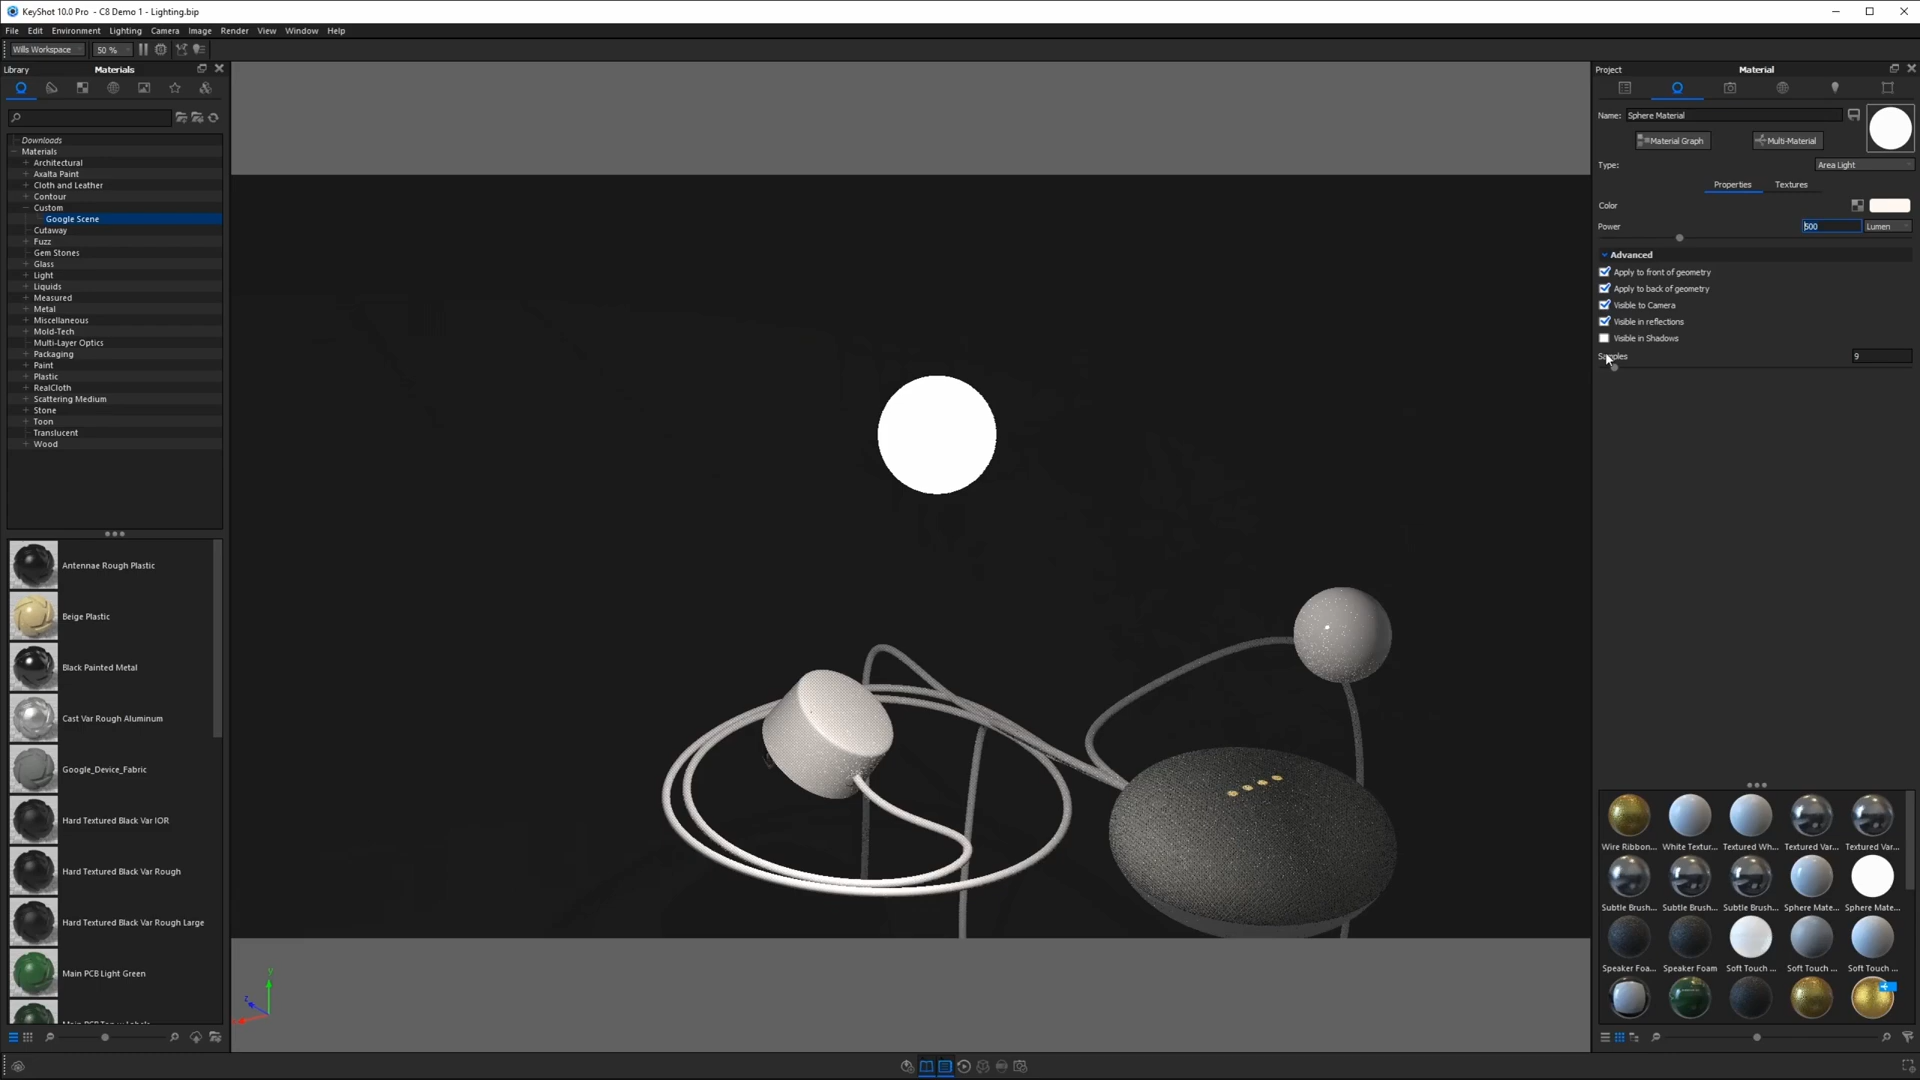 KeyShot 10.0 Pro - C8 Demo 1 - Lighting.bip
File Edit Environment Lighting Camera Image Render View Window Help
Wills Workspace 50 %
Library Materials
Downloads
Materials
Architectural
Axalta Paint
Cloth and Leather
Contour
Custom
Google Scene
Cutaway
Fuzz
Gem Stones
Glass
Light
Liquids
Measured
Metal
Miscellaneous
Mold-Tech
Multi-Layer Optics
Packaging
Paint
Plastic
RealCloth
Scattering Medium
Stone
Toon
Translucent
Wood
Antennae Rough Plastic
Beige Plastic
Black Painted Metal
Cast Var Rough Aluminum
Google_Device_Fabric
Hard Textured Black Var IOR
Hard Textured Black Var Rough
Hard Textured Black Var Rough Large
Main PCB Light Green
y
z
Project Material
Name: Sphere Material
Material Graph Multi-Material
Type: Area Light
Properties Textures
Color
Power 500 Lumen
Advanced
Apply to front of geometry
Apply to back of geometry
Visible to Camera
Visible in reflections
Visible in Shadows
Samples 9
Wire Ribbon... White Textur... Textured Wh... Textured Var... Textured Var...
Subtle Brush... Subtle Brush... Subtle Brush... Sphere Mate... Sphere Mate...
Speaker Foa... Speaker Foam Soft Touch ... Soft Touch ... Soft Touch ...